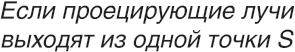 Если проецирующие лучи
выходят из одной точки S